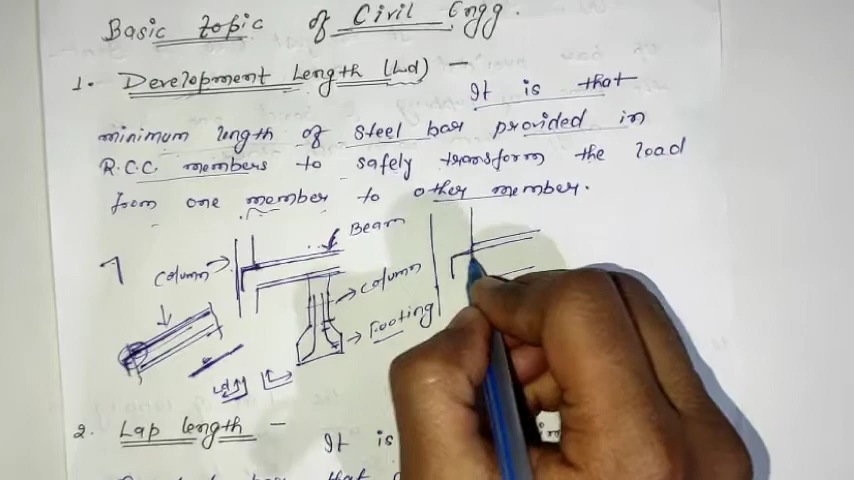 Basic topic of Civil Engg.
1. Development Length (Ld) -
It is that
minimum length of steel bar provided in
R.C.C. members to safely transform the load
from one member to other member.
Beam
Column
Column
Footing
2. Lap length -
It is